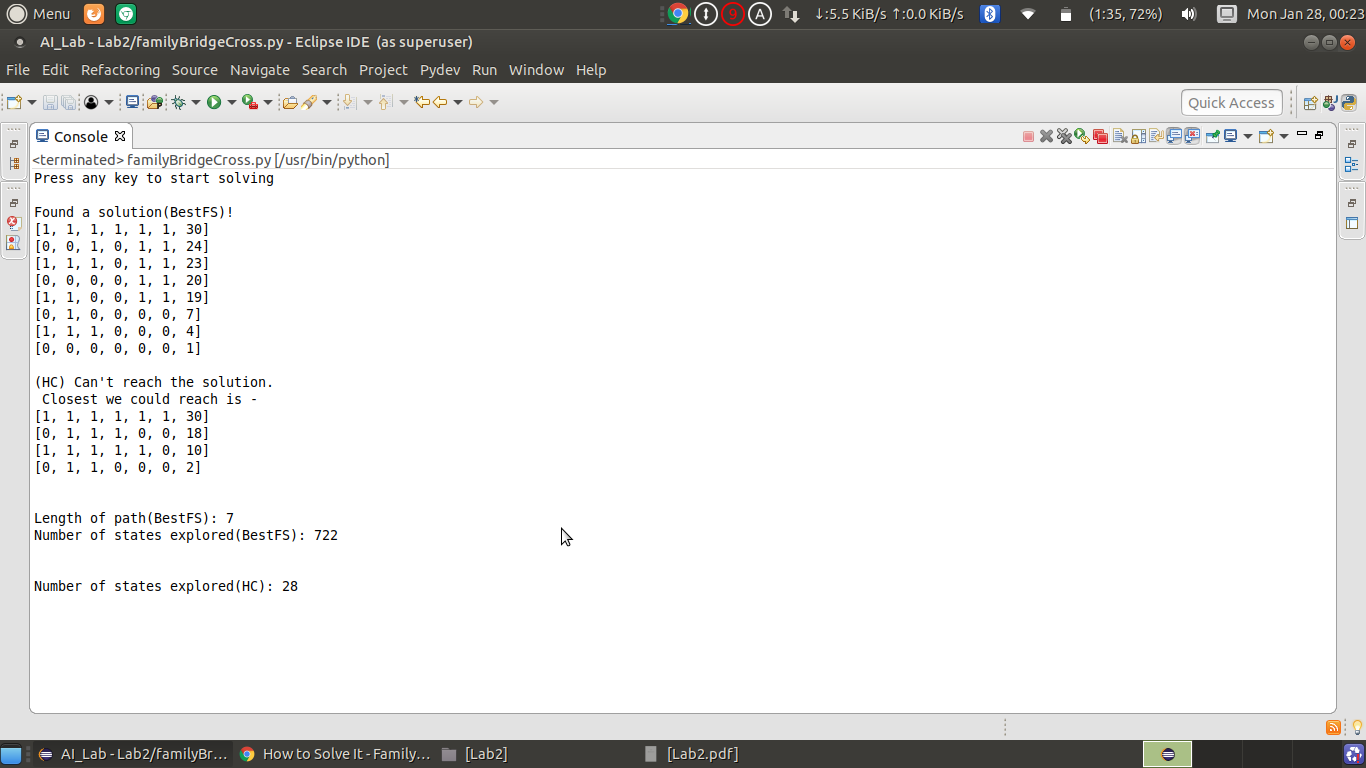 Menu
9
A
↓:5.5 KiB/s ↑:0.0 KiB/s
(1:35, 72%)
Mon Jan 28, 00:23
AI_Lab - Lab2/familyBridgeCross.py - Eclipse IDE (as superuser)
File Edit Refactoring Source Navigate Search Project Pydev Run Window Help
Quick Access
Console
<terminated> familyBridgeCross.py [/usr/bin/python]
Press any key to start solving
Found a solution(BestFS)!
[1, 1, 1, 1, 1, 1, 30]
[0, 0, 1, 0, 1, 1, 24]
[1, 1, 1, 0, 1, 1, 23]
[0, 0, 0, 0, 1, 1, 20]
[1, 1, 0, 0, 1, 1, 19]
[0, 1, 0, 0, 0, 0, 7]
[1, 1, 1, 0, 0, 0, 4]
[0, 0, 0, 0, 0, 0, 1]
(HC) Can't reach the solution.
Closest we could reach is -
[1, 1, 1, 1, 1, 1, 30]
[0, 1, 1, 1, 0, 0, 18]
[1, 1, 1, 1, 1, 0, 10]
[0, 1, 1, 0, 0, 0, 2]
Length of path(BestFS): 7
Number of states explored(BestFS): 722
Number of states explored(HC): 28
AI_Lab - Lab2/familyBr...
How to Solve It - Family...
[Lab2]
[Lab2.pdf]